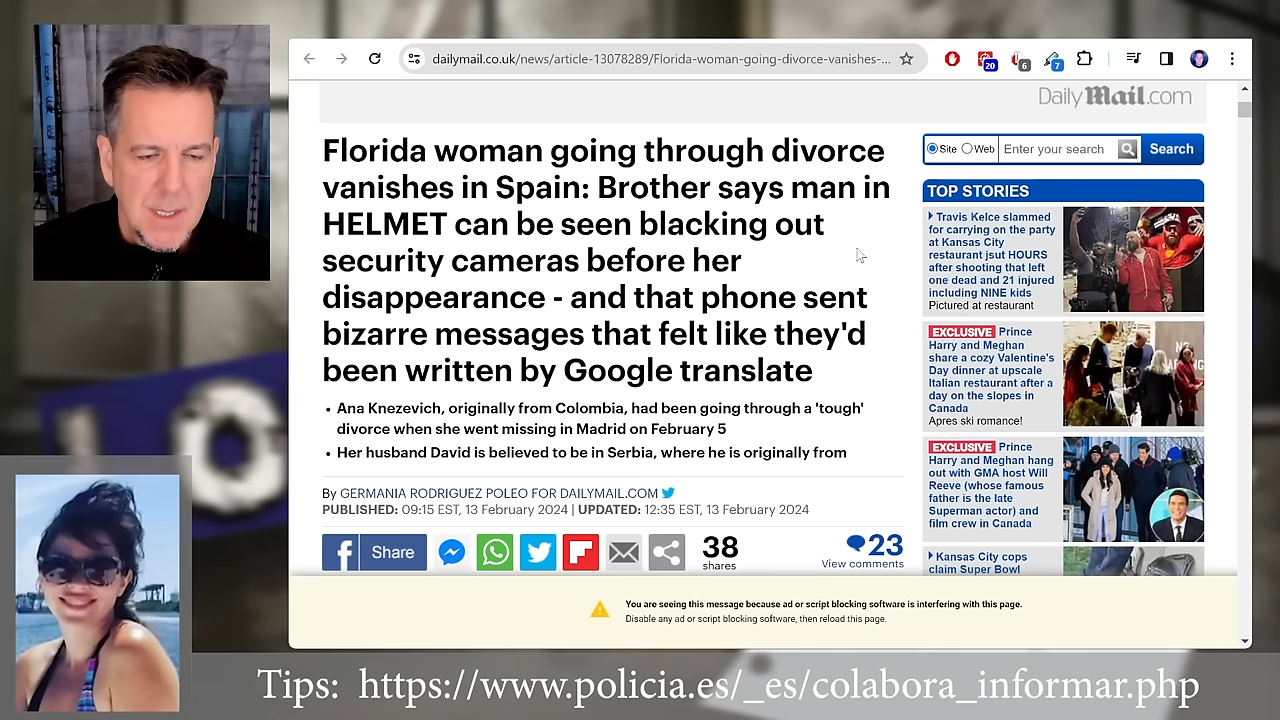 dailymail.co.uk/news/article-13078289/Florida-woman-going-divorce-vanishes-...
20
6
7
Daily Mail.com
Florida woman going through divorce
vanishes in Spain: Brother says man in
HELMET can be seen blacking out
security cameras before her
disappearance - and that phone sent
bizarre messages that felt like they'd
been written by Google translate
• Ana Knezevich, originally from Colombia, had been going through a 'tough'
divorce when she went missing in Madrid on February 5
• Her husband David is believed to be in Serbia, where he is originally from
By GERMANIA RODRIGUEZ POLEO FOR DAILYMAIL.COM
PUBLISHED: 09:15 EST, 13 February 2024 | UPDATED: 12:35 EST, 13 February 2024
Share
38
shares
23
View comments
Site Web Enter your search Search
TOP STORIES
Travis Kelce slammed
for carrying on the party
at Kansas City
restaurant jsut HOURS
after shooting that left
one dead and 21 injured
including NINE kids
Pictured at restaurant
EXCLUSIVE Prince
Harry and Meghan
share a cozy Valentine's
Day dinner at upscale
Italian restaurant after a
day on the slopes in
Canada
Apres ski romance!
EXCLUSIVE Prince
Harry and Meghan hang
out with GMA host Will
Reeve (whose famous
father is the late
Superman actor) and
film crew in Canada
Kansas City cops
claim Super Bowl
You are seeing this message because ad or script blocking software is interfering with this page.
Disable any ad or script blocking software, then reload this page.
Tips: https://www.policia.es/_es/colabora_informar.php